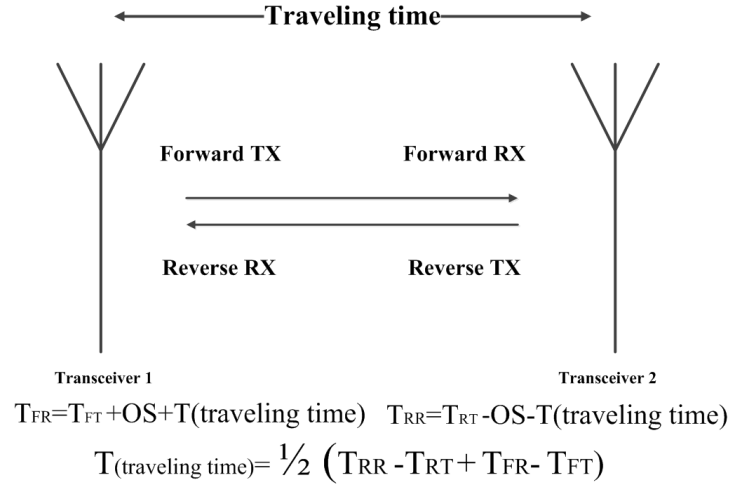 Traveling time
Forward TX Forward RX
Reverse RX Reverse TX
Transceiver 1 Transceiver 2
TFR=TFT+OS+T(traveling time) TRR=TRT-OS-T(traveling time)
T(traveling time)= ½ (TRR -TRT+ TFR- TFT)